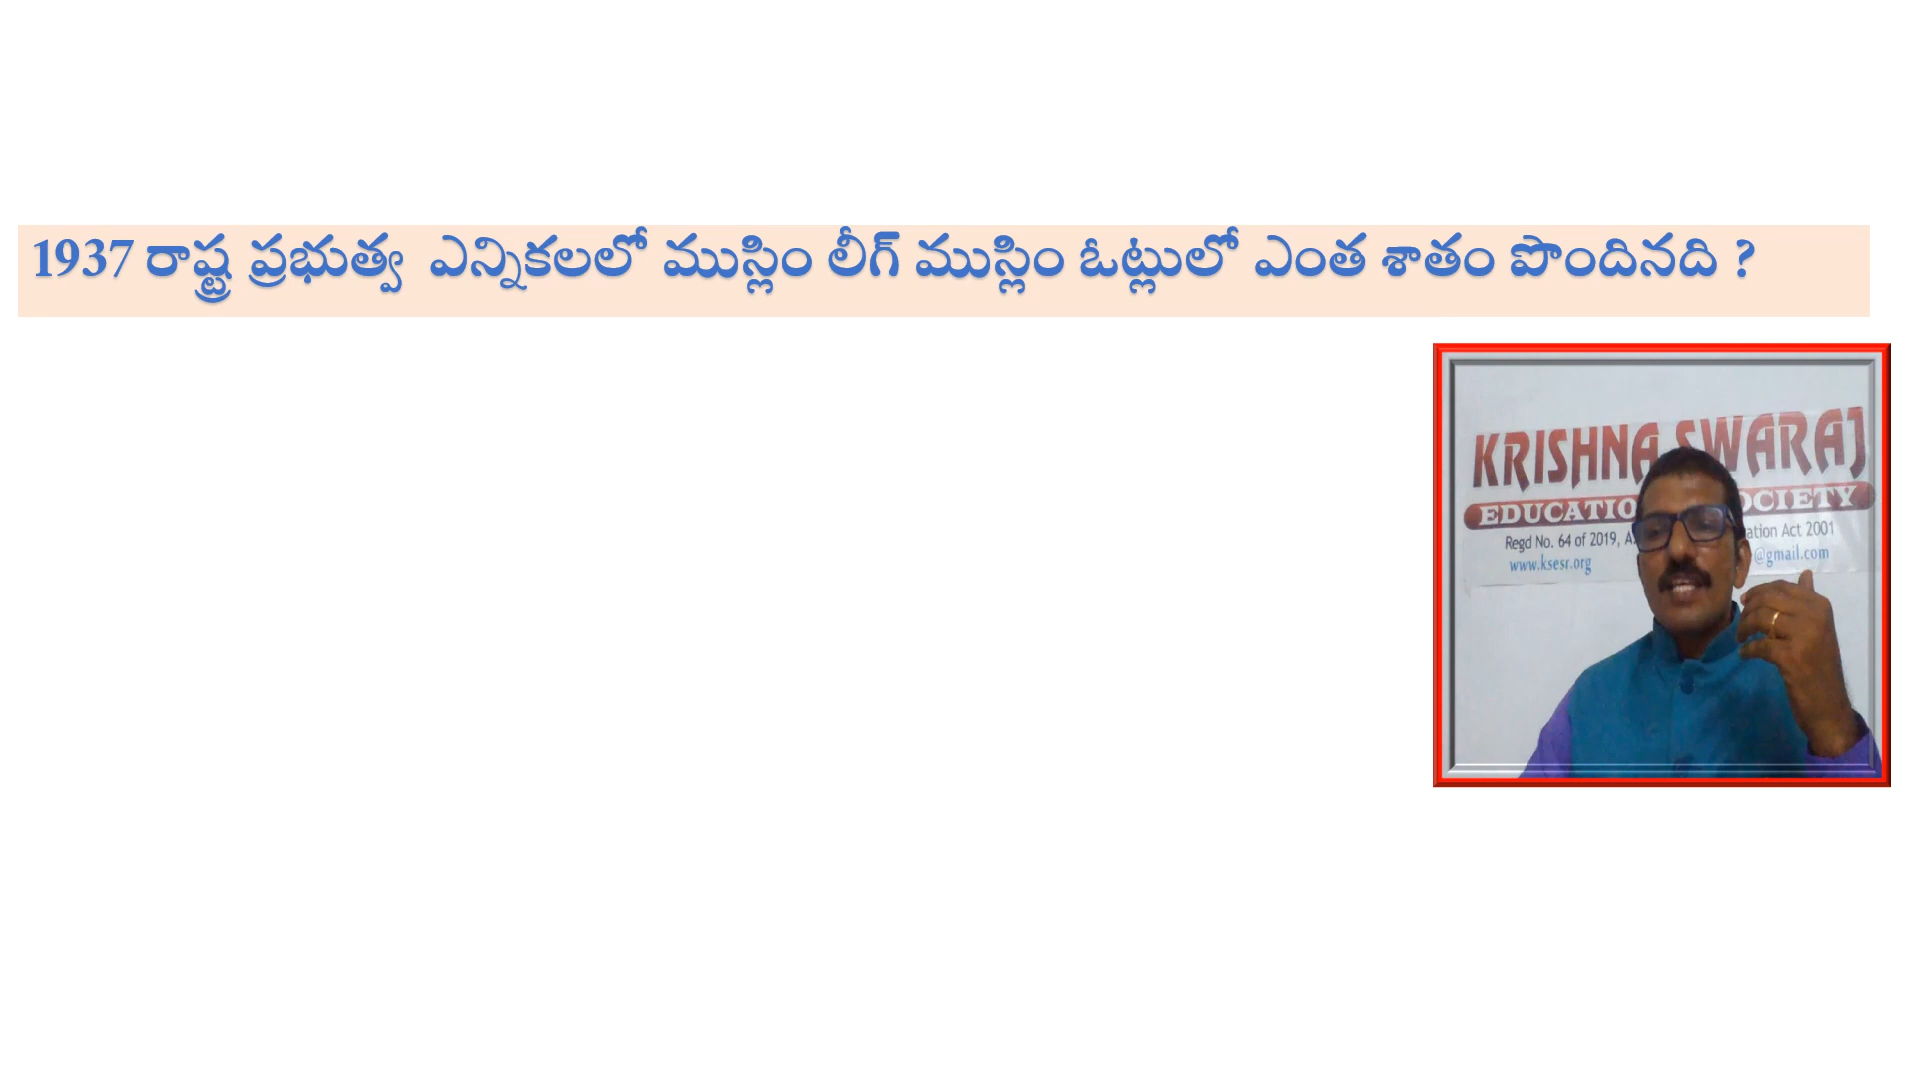 1937 రాష్ట్ర ప్రభుత్వ ఎన్నికలలో ముస్లిం లీగ్ ముస్లిం ఓట్లులో ఎంత శాతం పొందినది ?
KRISHNA SWARAJ
EDUCATIO OCIETY
Regd No. 64 of 2019, A ation Act 2001
www.ksesr.org @gmail.com